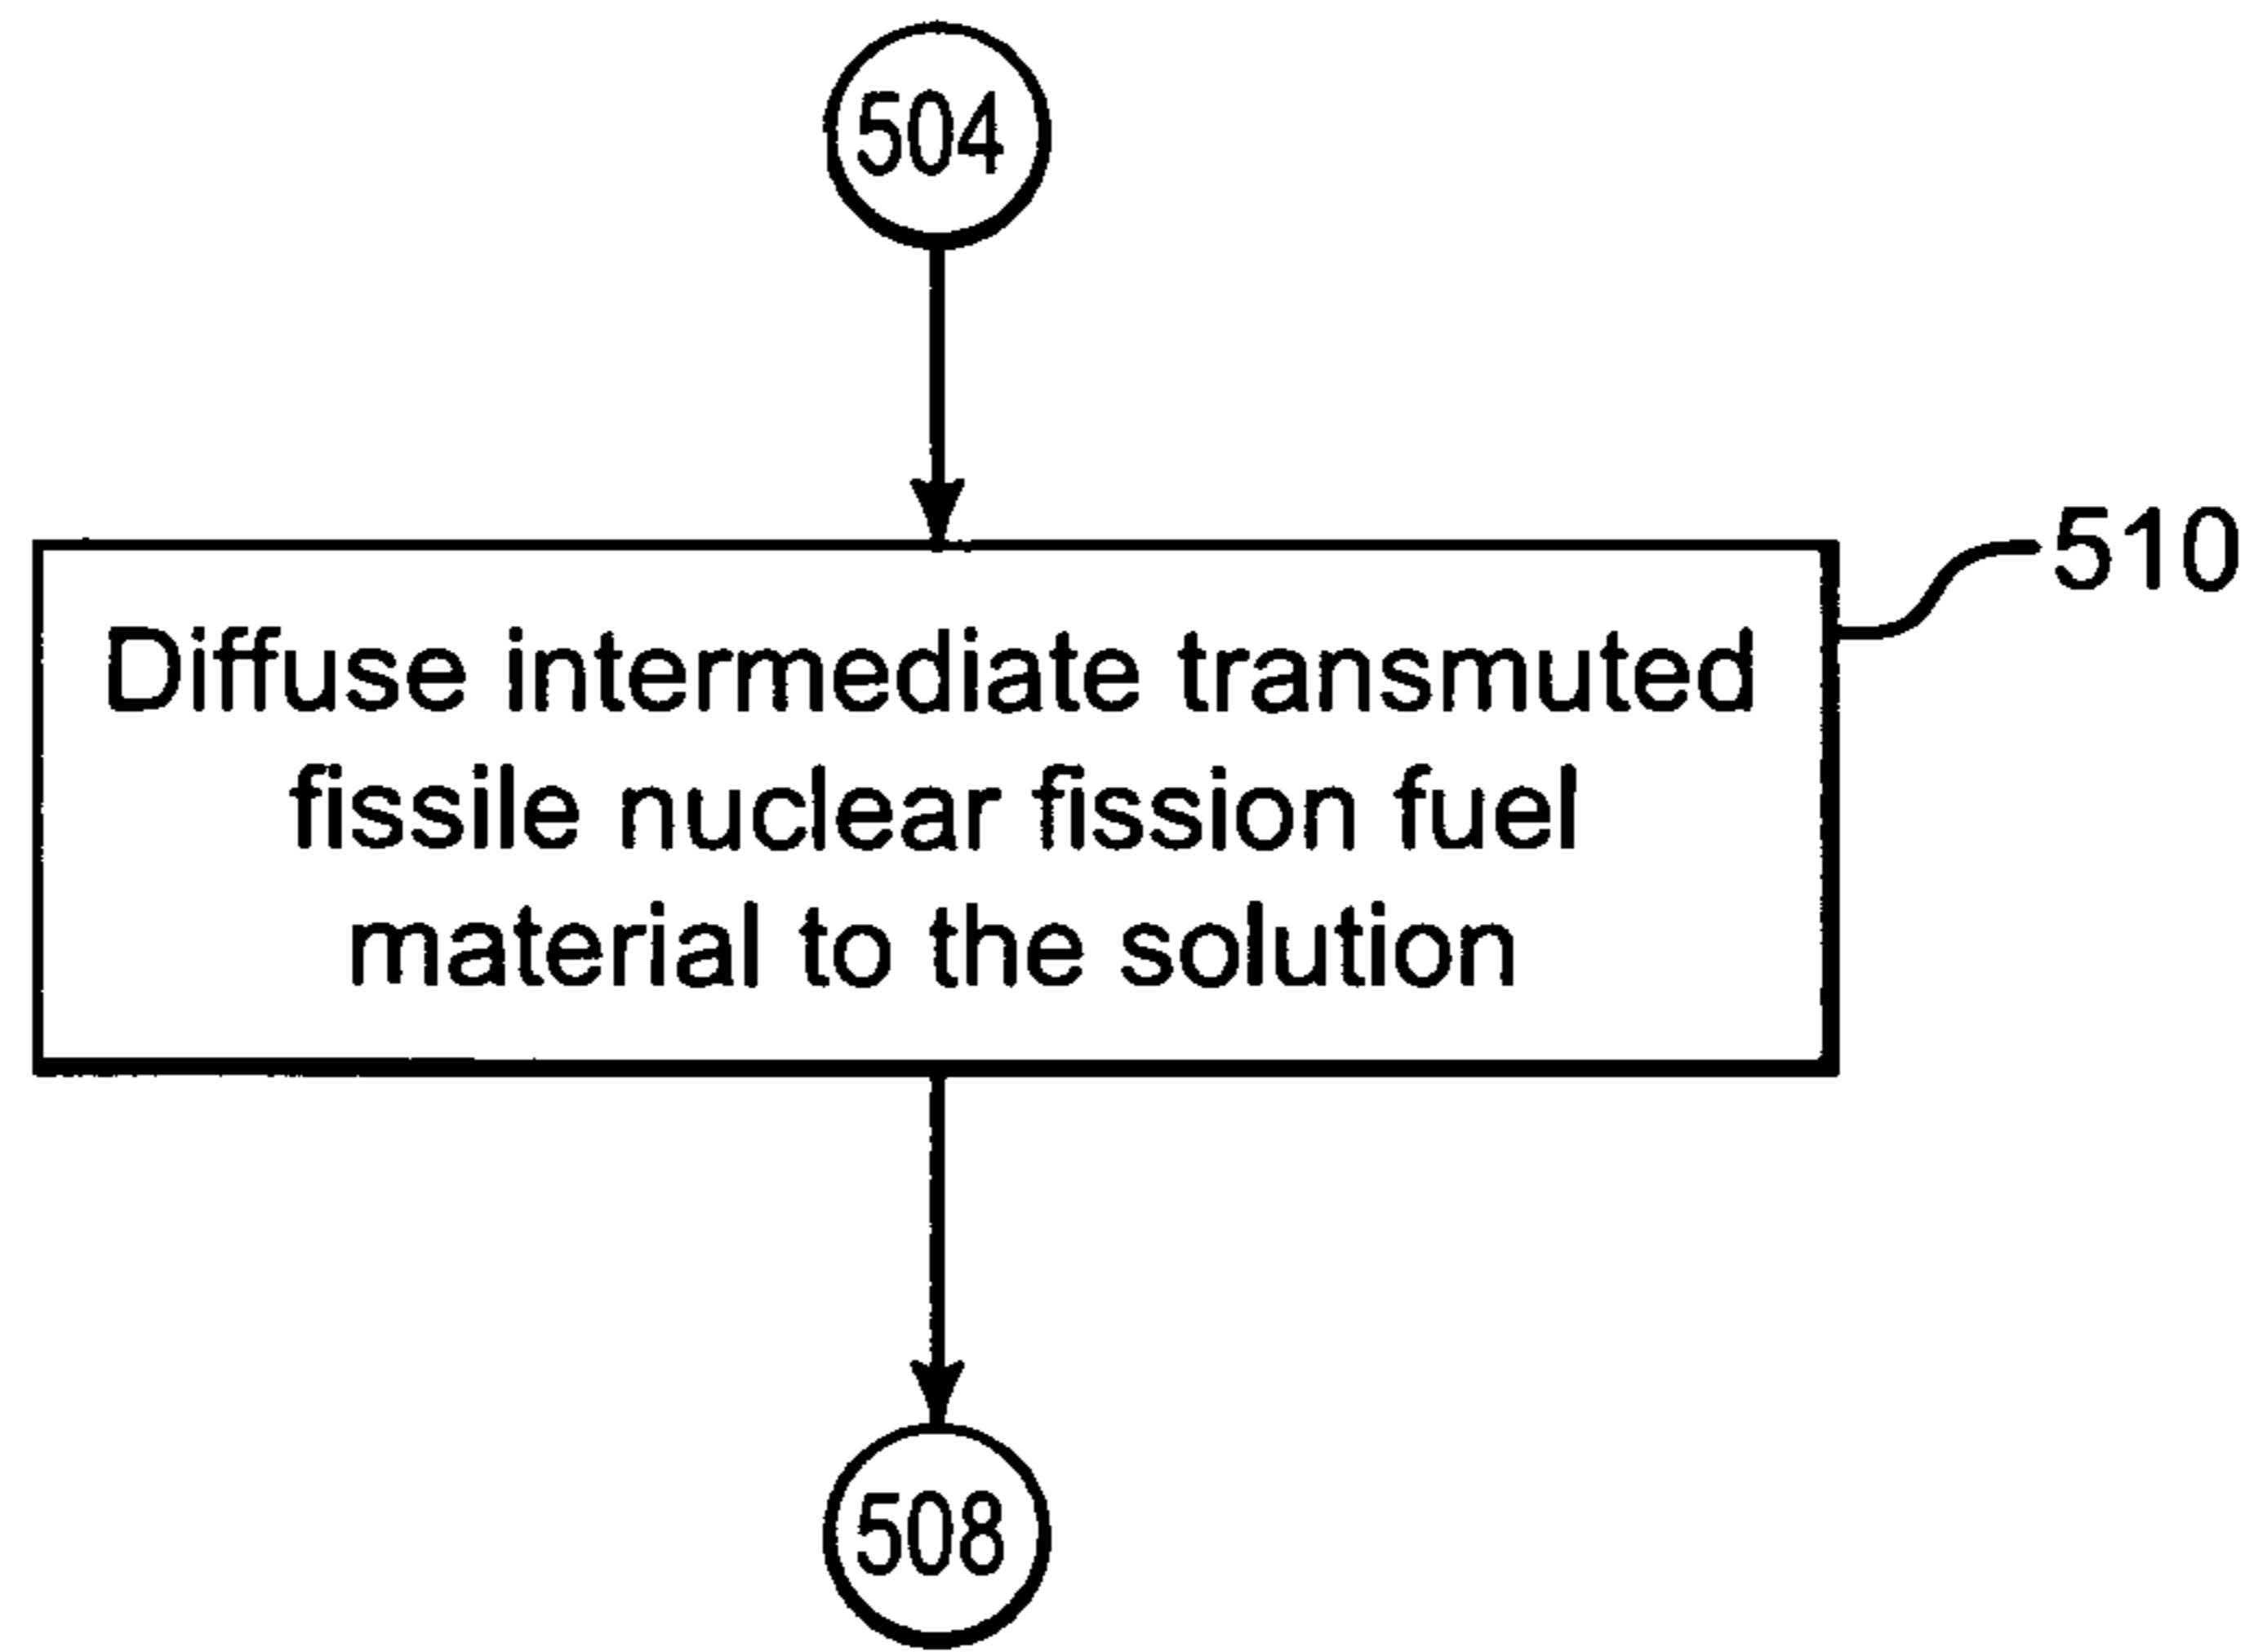 504
510
Diffuse intermediate transmuted
fissile nuclear fission fuel
material to the solution
508